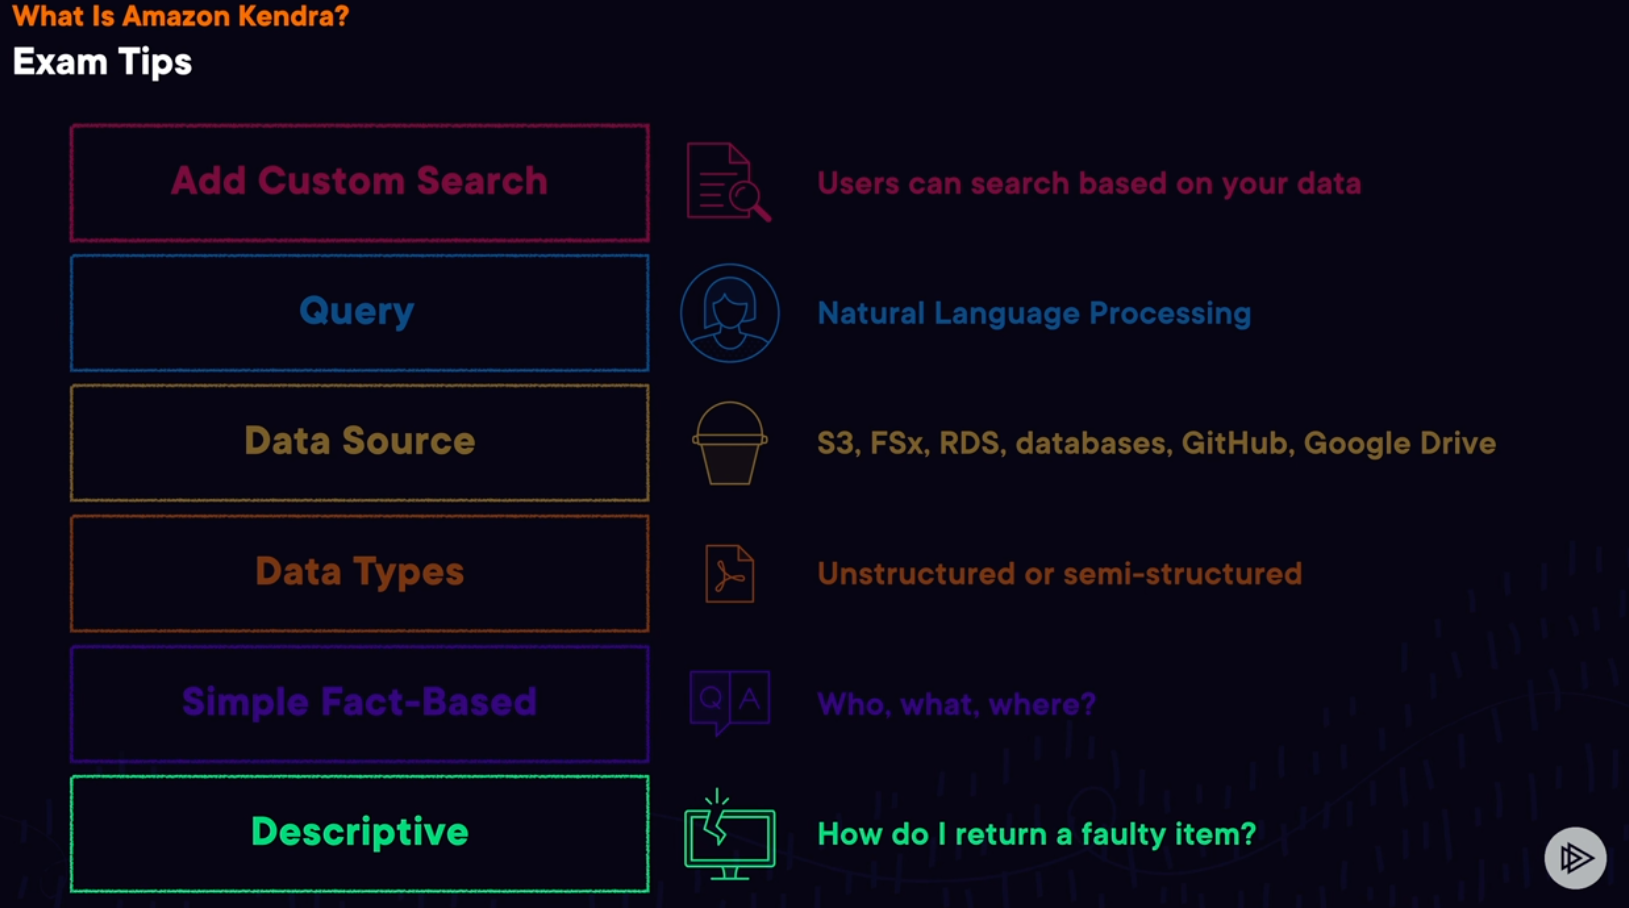 What Is Amazon Kendra?
Exam Tips
Add Custom Search
Users can search based on your data
Query
Natural Language Processing
Data Source
S3, FSx, RDS, databases, GitHub, Google Drive
Data Types
Unstructured or semi-structured
Simple Fact-Based
Q A
Who, what, where?
Descriptive
How do I return a faulty item?